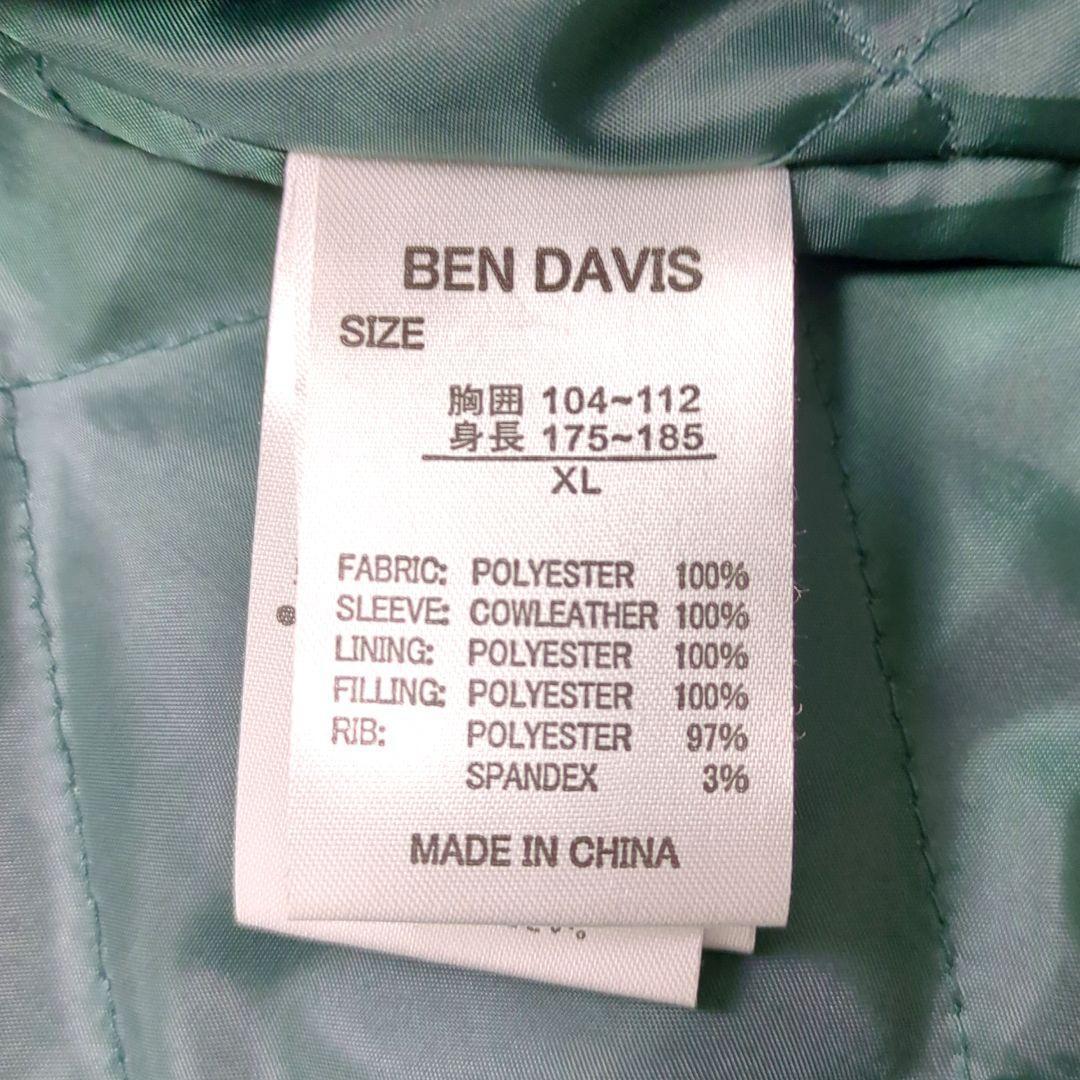 BEN DAVIS
SIZE
胸囲 104~112
身長 175~185
XL
FABRIC: POLYESTER 100%
SLEEVE: COWLEATHER 100%
LINING: POLYESTER 100%
FILLING: POLYESTER 100%
RIB: POLYESTER 97%
SPANDEX 3%
MADE IN CHINA